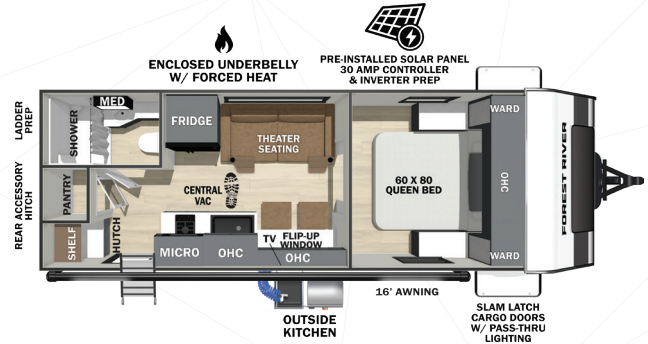 ENCLOSED UNDERBELLY
W/ FORCED HEAT
PRE-INSTALLED SOLAR PANEL
30 AMP CONTROLLER
& INVERTER PREP
LADDER
PREP
REAR ACCESSORY
HITCH
SHOWER
MED
FRIDGE
THEATER
SEATING
PANTRY
SHELF
HUTCH
CENTRAL
VAC
MICRO
OHC
TV
FLIP-UP
WINDOW
OHC
60 X 80
QUEEN BED
WARD
OHC
WARD
FOREST RIVER
16' AWNING
OUTSIDE
KITCHEN
SLAM LATCH
CARGO DOORS
W/ PASS-THRU
LIGHTING